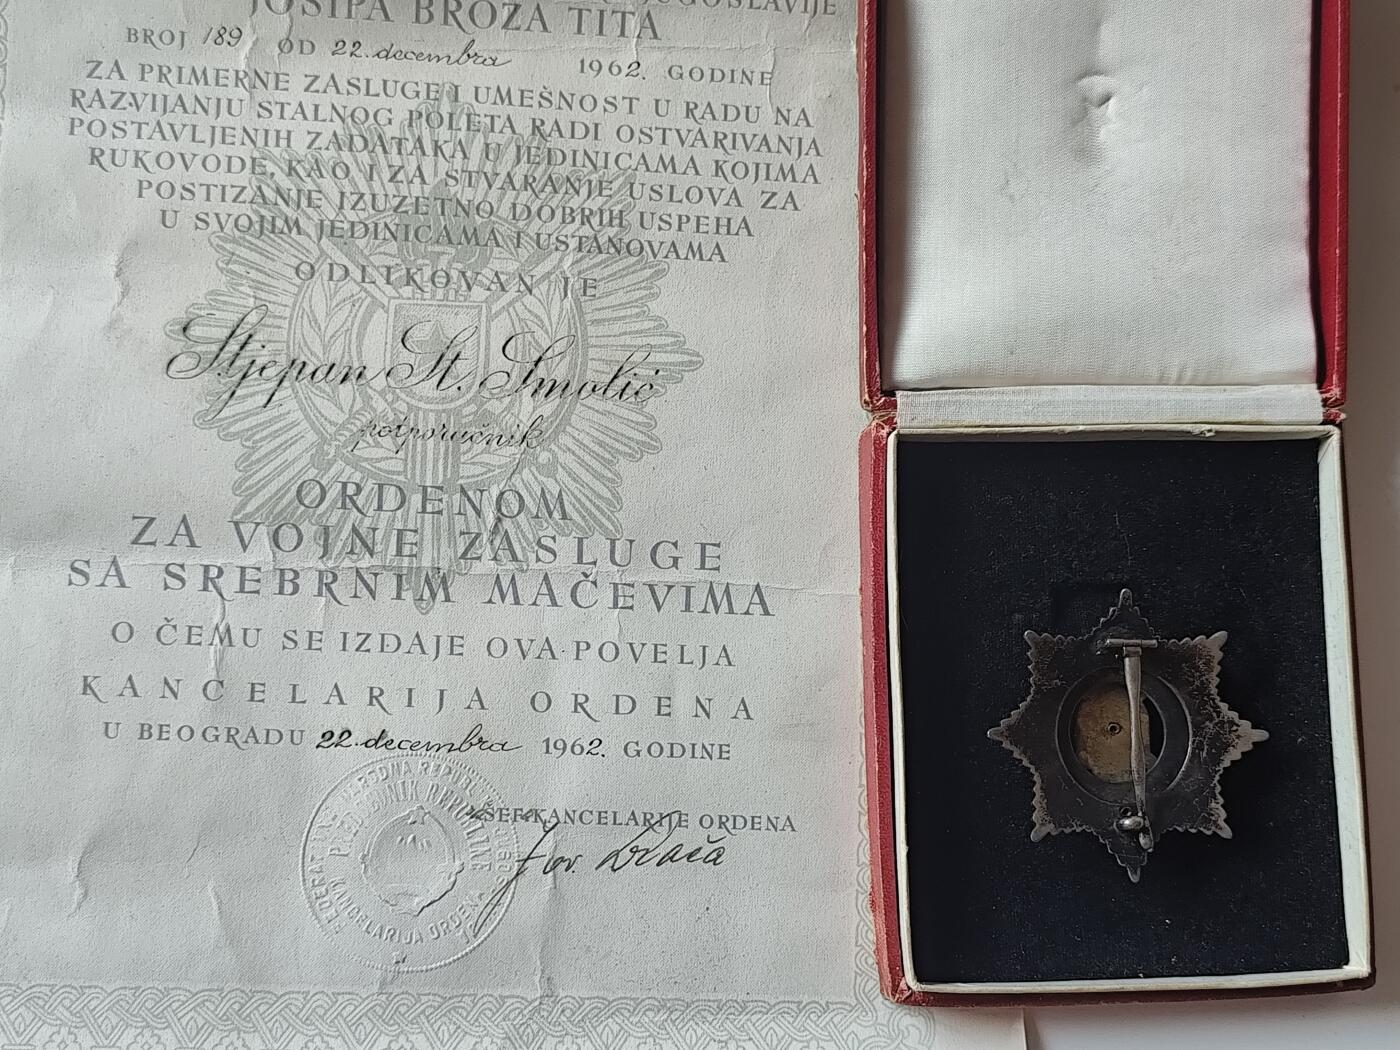 JUGOSLAVIJE
JOSIPA BROZA TITA
BROJ 189 OD 22. decembra 1962. GODINE
ZA PRIMERNE ZASLUGE I UMEŠNOST U RADU NA
RAZVIJANJU STALNOG POLETA RADI OSTVARIVANJA
POSTAVLJENIH ZADATAKA U JEDINICAMA KOJIMA
RUKOVODE, KAO I ZA STVARANJE USLOVA ZA
POSTIZANJE IZUZETNO DOBRIH USPEHA
U SVOJIM JEDINICAMA I USTANOVAMA
ODLIKOVAN JE
Stjepan St. Smolić
potporučnik
ORDENOM
ZA VOJNE ZASLUGE
SA SREBRNIM MAČEVIMA
O ČEMU SE IZDAJE OVA POVELJA
KANCELARIJA ORDENA
U BEOGRADU 22. decembra 1962. GODINE
ŠEF KANCELARIJE ORDENA
KANCELARIJA ORDENA